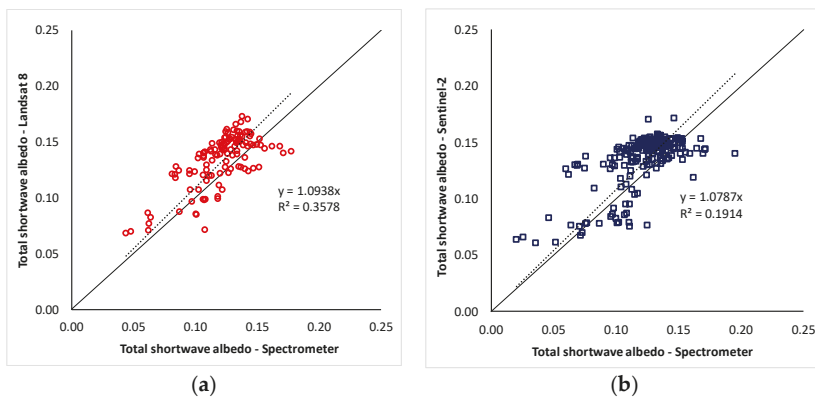 0.25
0.20
0.15
0.10
0.05
0.00
Total shortwave albedo - Landsat 8
y = 1.0938x
R² = 0.3578
0.00 0.05 0.10 0.15 0.20 0.25
Total shortwave albedo - Spectrometer
(a)
0.25
0.20
0.15
0.10
0.05
0.00
Total shortwave albedo - Sentinel-2
y = 1.0787x
R² = 0.1914
0.00 0.05 0.10 0.15 0.20 0.25
Total shortwave albedo - Spectrometer
(b)